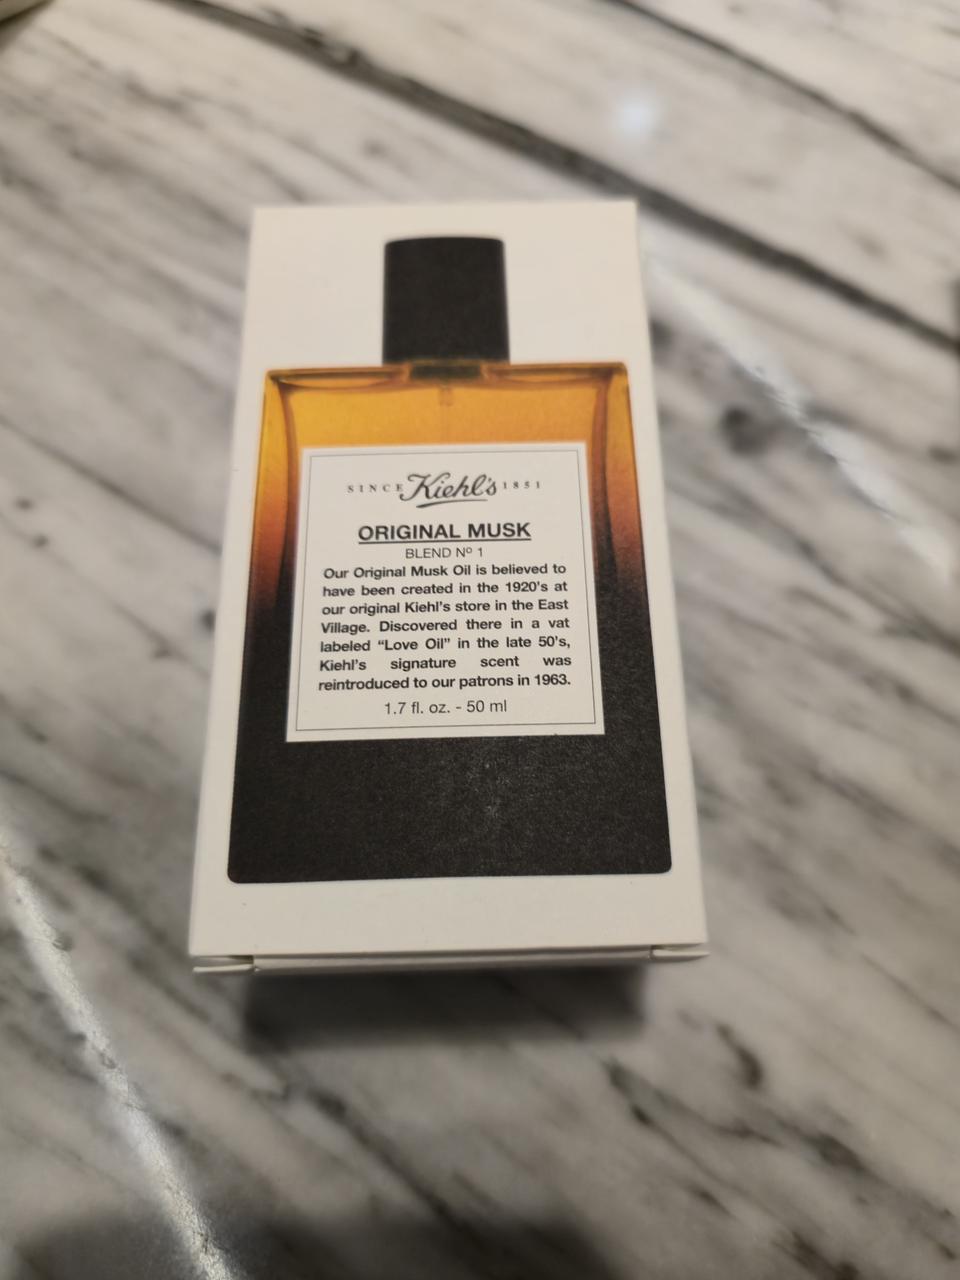 SINCE Kiehl's 1851
ORIGINAL MUSK
BLEND Nº 1
Our Original Musk Oil is believed to
have been created in the 1920's at
our original Kiehl's store in the East
Village. Discovered there in a vat
labeled “Love Oil” in the late 50's,
Kiehl's signature scent was
reintroduced to our patrons in 1963.
1.7 fl. oz. - 50 ml